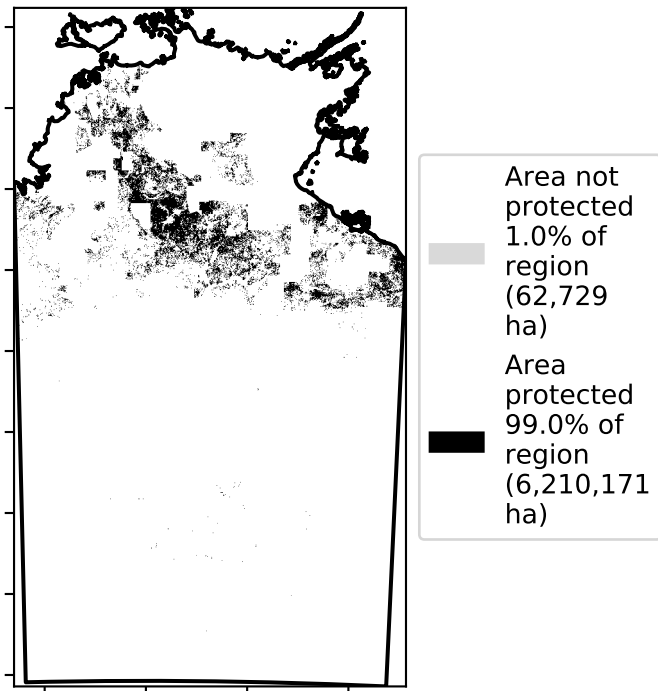 Area not
protected
1.0% of
region
(62,729
ha)
Area
protected
99.0% of
region
(6,210,171
ha)